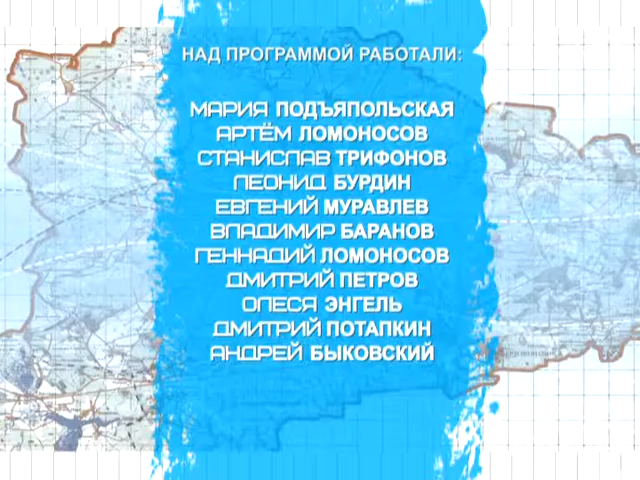 НАД ПРОГРАММОЙ РАБОТАЛИ:
МАРИЯ ПОДЪЯПОЛЬСКАЯ
АРТЁМ ЛОМОНОСОВ
СТАНИСЛАВ ТРИФОНОВ
ЛЕОНИД БУРДИН
ЕВГЕНИЙ МУРАВЛЕВ
ВЛАДИМИР БАРАНОВ
ГЕННАДИЙ ЛОМОНОСОВ
ДМИТРИЙ ПЕТРОВ
ОЛЕСЯ ЭНГЕЛЬ
ДМИТРИЙ ПОТАПКИН
АНДРЕЙ БЫКОВСКИЙ